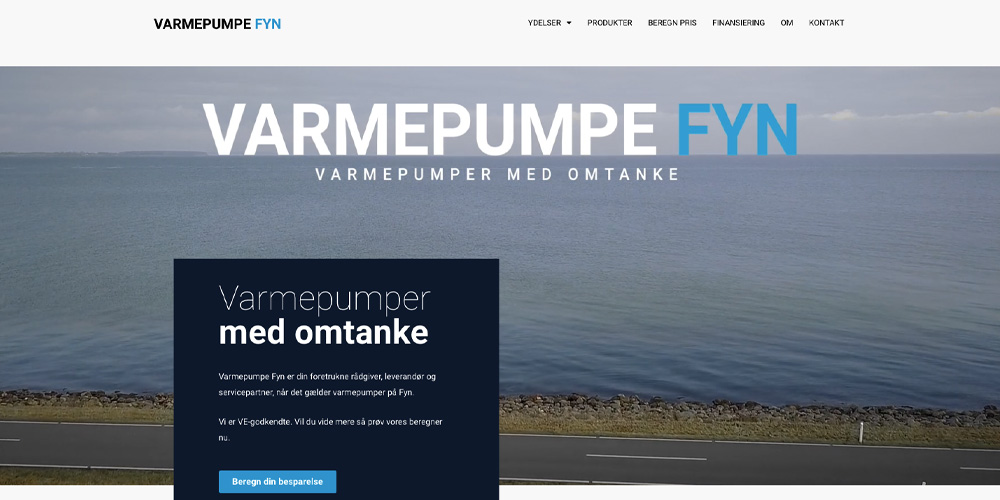 VARMEPUMPE FYN
YDELSER PRODUKTER BEREGN PRIS FINANSIERING OM KONTAKT
VARMEPUMPE FYN
VARMEPUMPER MED OMTANKE
Varmepumper
med omtanke
Varmepumpe Fyn er din foretrukne rådgiver, leverandør og
servicepartner, når det gælder varmepumper på Fyn.
Vi er VE-godkendte. Vil du vide mere så prøv vores beregner
nu.
Beregn din besparelse